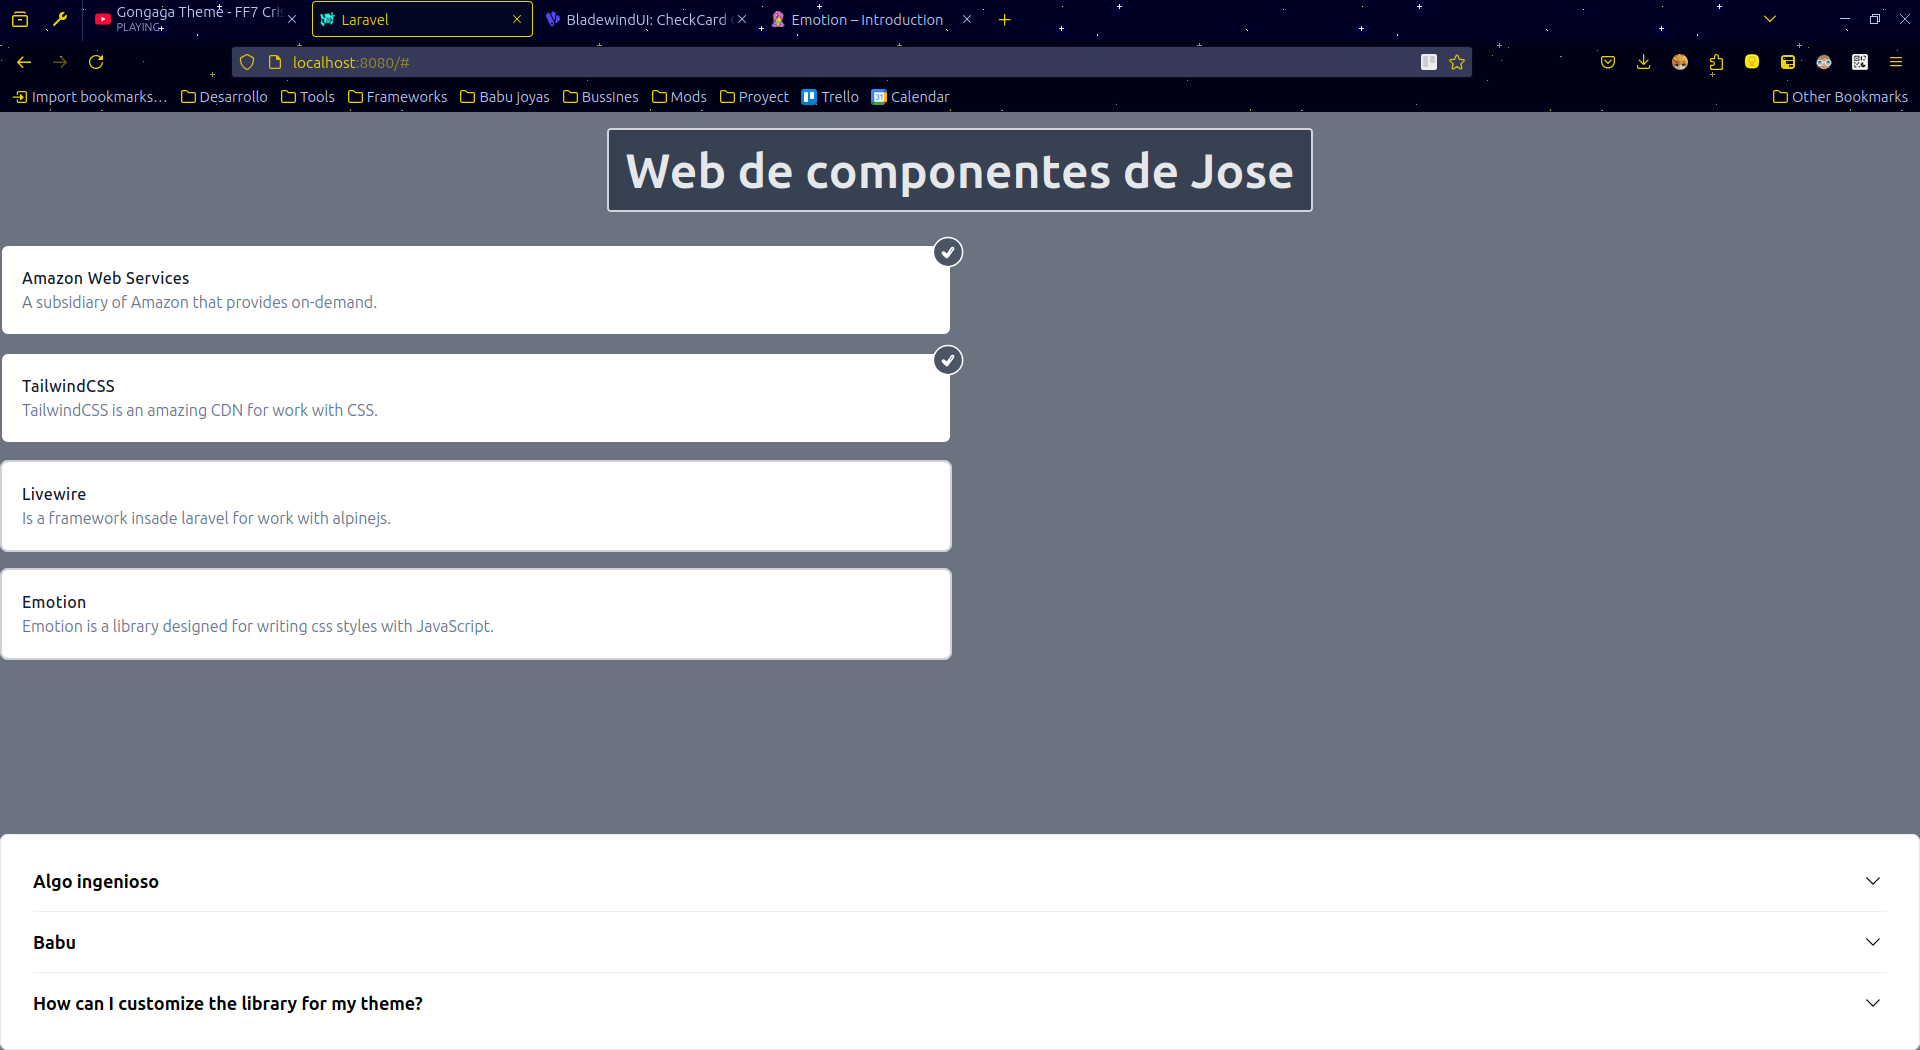 Gongaga Theme - FF7 Cris
PLAYING
Laravel
BladewindUI: CheckCard
Emotion – Introduction
localhost:8080/#
Import bookmarks...
Desarrollo
Tools
Frameworks
Babu joyas
Bussines
Mods
Proyect
Trello
31
Calendar
Other Bookmarks
Web de componentes de Jose
Amazon Web Services
A subsidiary of Amazon that provides on-demand.
TailwindCSS
TailwindCSS is an amazing CDN for work with CSS.
Livewire
Is a framework insade laravel for work with alpinejs.
Emotion
Emotion is a library designed for writing css styles with JavaScript.
Algo ingenioso
Babu
How can I customize the library for my theme?